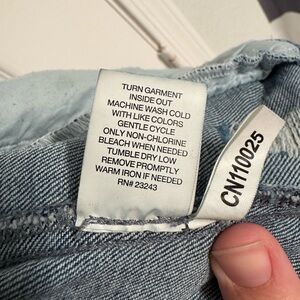 TURN GARMENT
INSIDE OUT
MACHINE WASH COLD
WITH LIKE COLORS
GENTLE CYCLE
ONLY NON-CHLORINE
BLEACH WHEN NEEDED
TUMBLE DRY LOW
REMOVE PROMPTLY
WARM IRON IF NEEDED
RN# 23243
CN110025